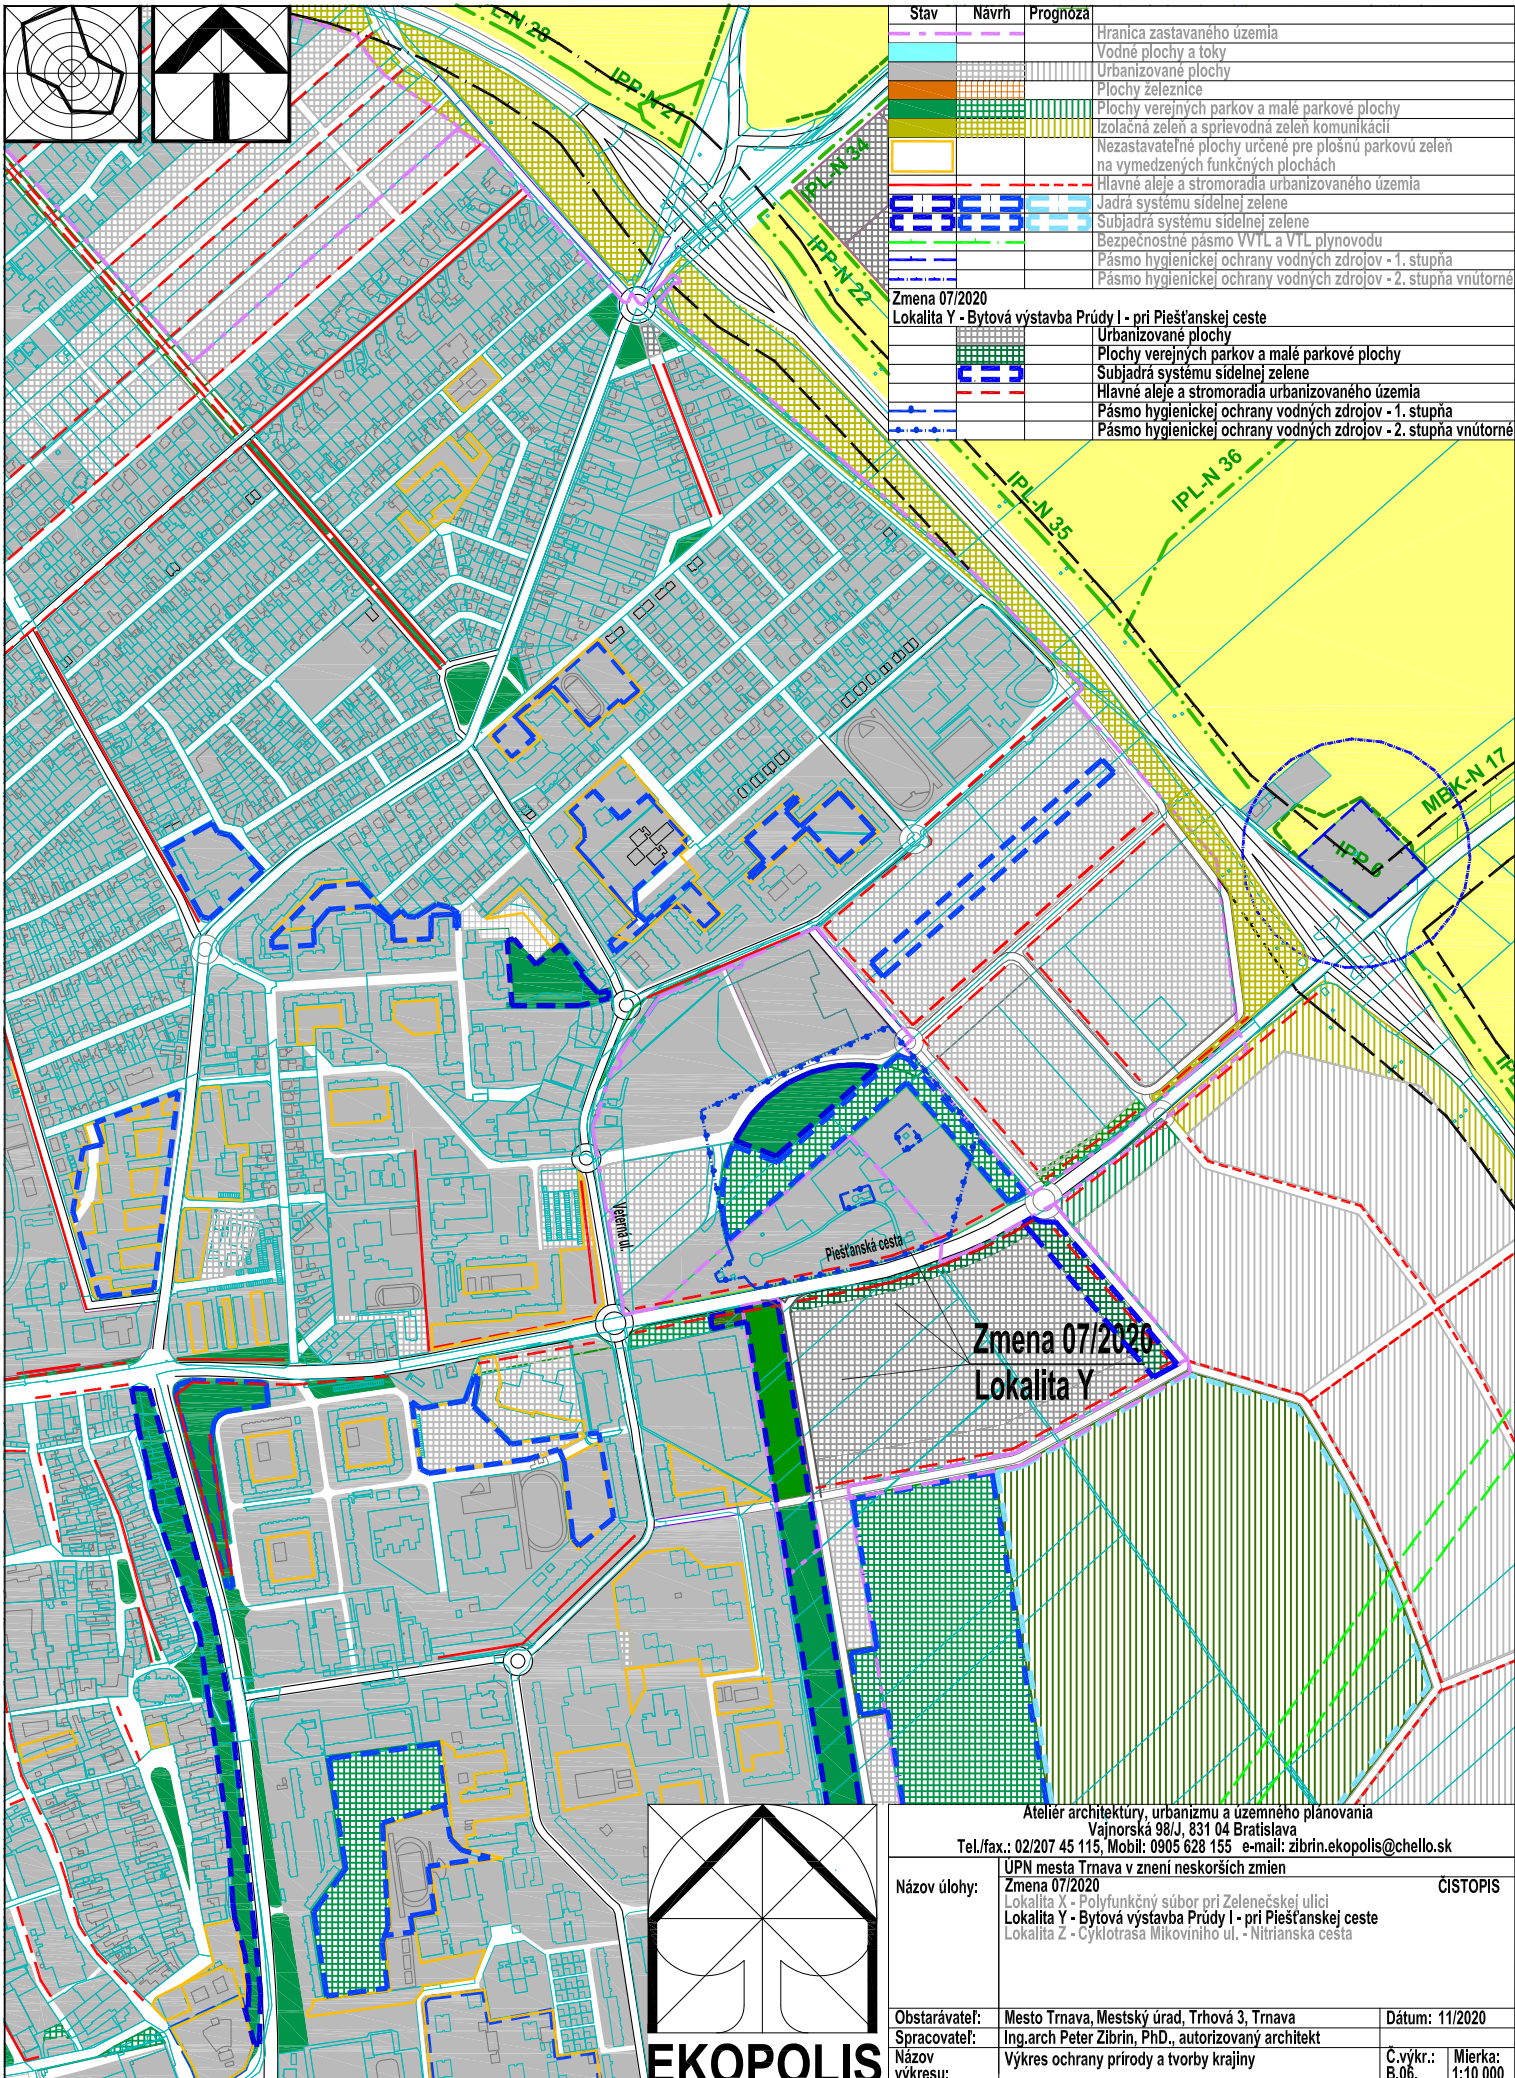 Stav Návrh Prognóza
Hranica zastavaného územia
Vodné plochy a toky
Urbanizované plochy
Plochy železnice
Plochy verejných parkov a malé parkové plochy
Izolačná zeleň a sprievodná zeleň komunikácií
Nezastavateľné plochy určené pre plošnú parkovú zeleň
na vymedzených funkčných plochách
Hlavné aleje a stromoradia urbanizovaného územia
Jadrá systému sídelnej zelene
Subjadrá systému sídelnej zelene
Bezpečnostné pásmo VVTL a VTL plynovodu
Pásmo hygienickej ochrany vodných zdrojov - 1. stupňa
Pásmo hygienickej ochrany vodných zdrojov - 2. stupňa vnútorné
Zmena 07/2020
Lokalita Y - Bytová výstavba Prúdy I - pri Piešťanskej ceste
Urbanizované plochy
Plochy verejných parkov a malé parkové plochy
Subjadrá systému sídelnej zelene
Hlavné aleje a stromoradia urbanizovaného územia
Pásmo hygienickej ochrany vodných zdrojov - 1. stupňa
Pásmo hygienickej ochrany vodných zdrojov - 2. stupňa vnútorné
IPP-N 21
IPL-N 34
IPP-N 22
IPL-N 35
IPL-N 36
MBK-N 17
IPP 6
Veterná ul.
Piešťanská cesta
Zmena 07/2020
Lokalita Y
EKOPOLIS
Ateliér architektúry, urbanizmu a územného plánovania
Vajnorská 98/J, 831 04 Bratislava
Tel./fax.: 02/207 45 115, Mobil: 0905 628 155 e-mail: zibrin.ekopolis@chello.sk
Názov úlohy:
ÚPN mesta Trnava v znení neskorších zmien
Zmena 07/2020 ČISTOPIS
Lokalita X - Polyfunkčný súbor pri Zelenečskej ulici
Lokalita Y - Bytová výstavba Prúdy I - pri Piešťanskej ceste
Lokalita Z - Cyklotrasa Mikovíniho ul. - Nitrianska cesta
Obstarávateľ: Mesto Trnava, Mestský úrad, Trhová 3, Trnava Dátum: 11/2020
Spracovateľ: Ing.arch Peter Zibrin, PhD., autorizovaný architekt
Názov výkresu: Výkres ochrany prírody a tvorby krajiny
Č.výkr.: B.06.
Mierka: 1:10 000